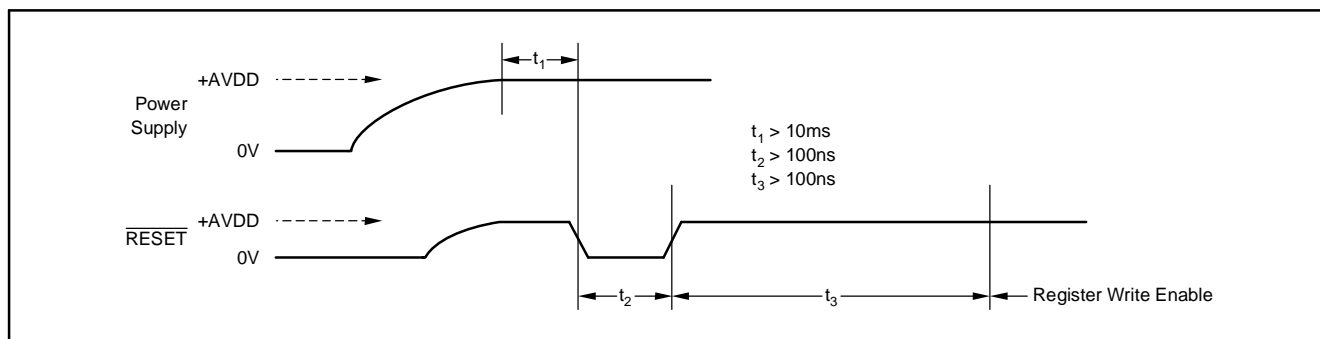 +AVDD
t1
Power
Supply
0V
t1 > 10ms
t2 > 100ns
t3 > 100ns
+AVDD
RESET
0V
t2
t3
Register Write Enable